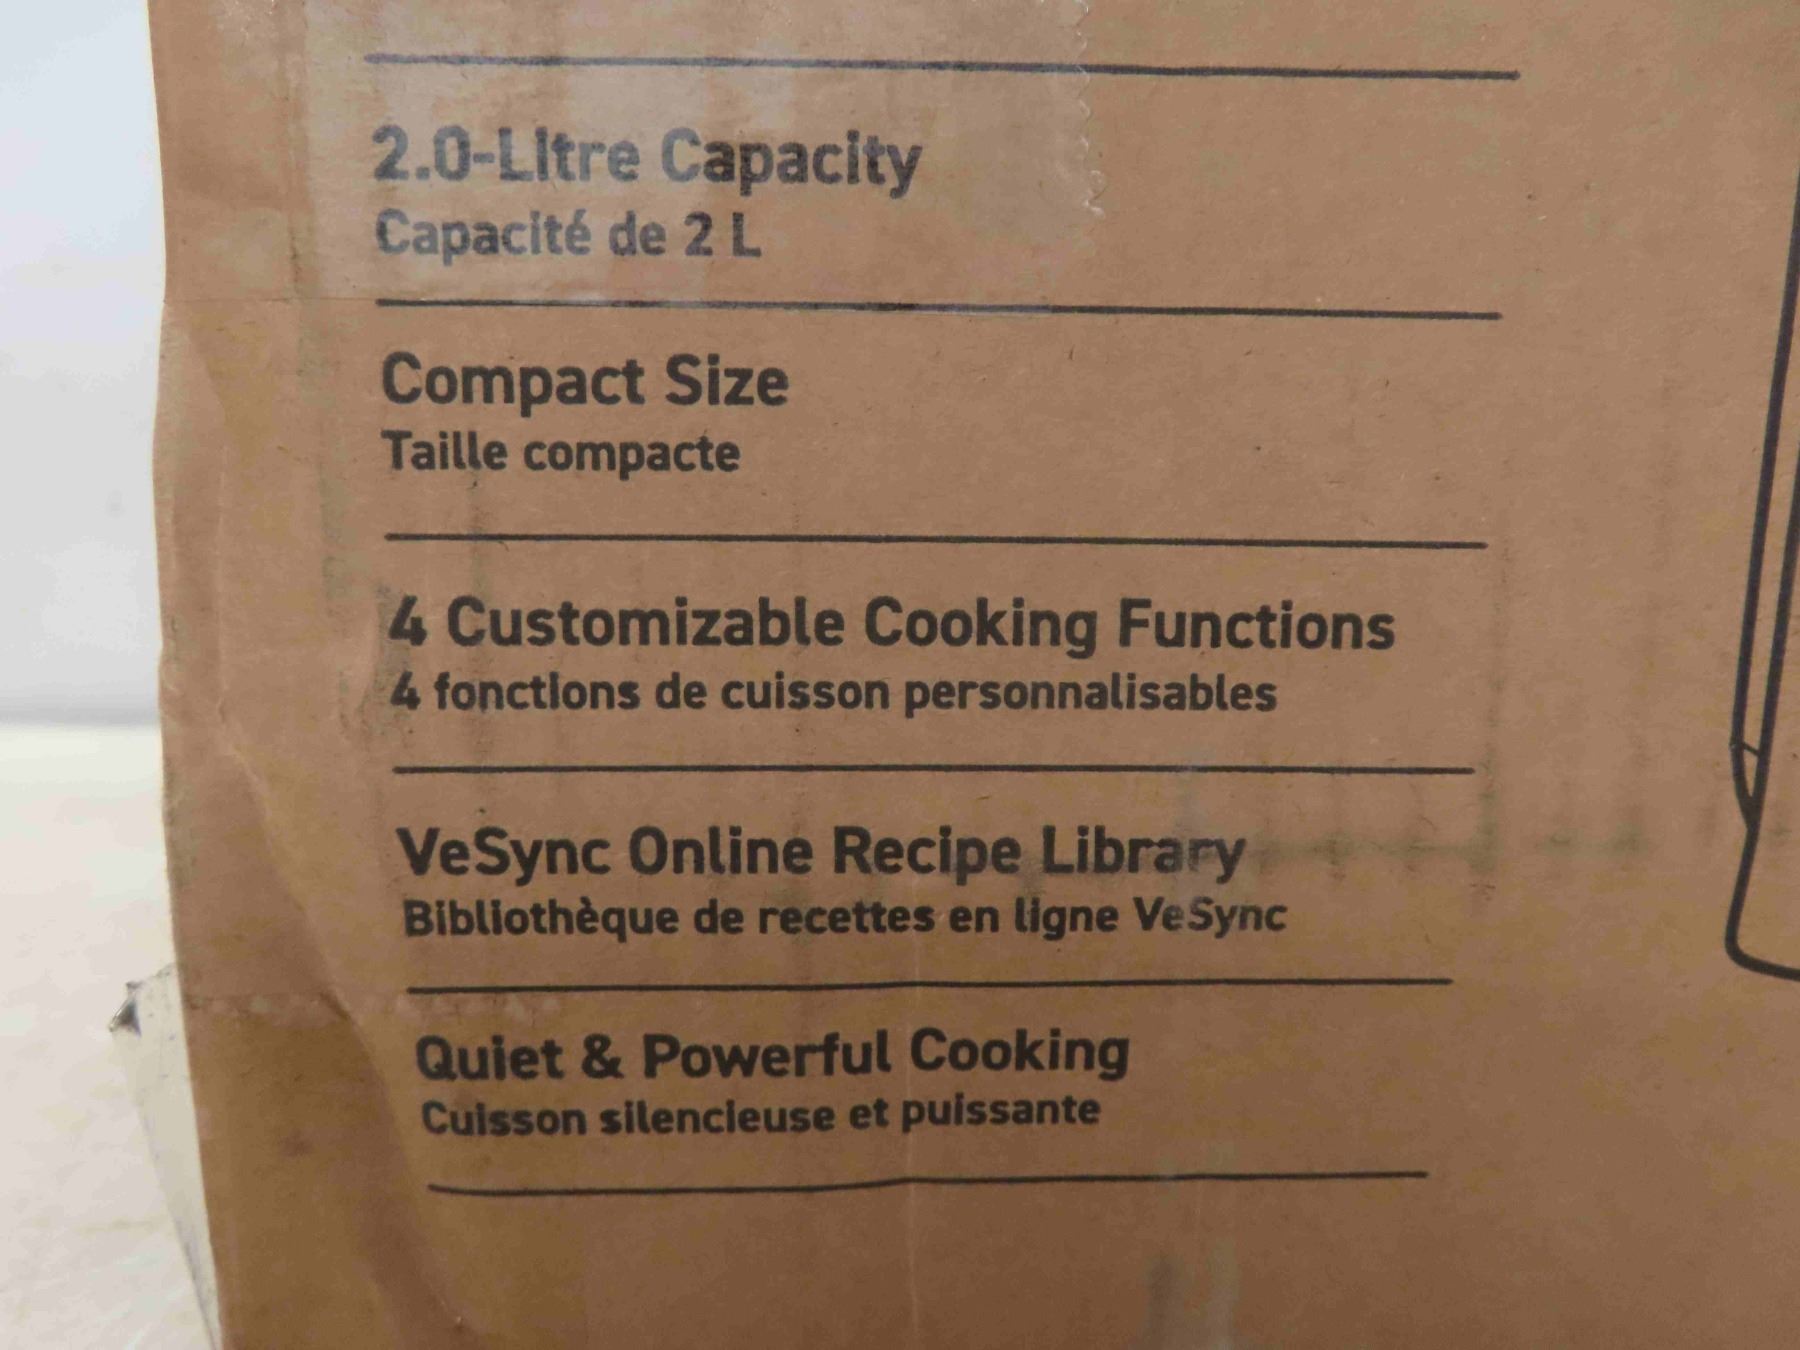 2.0-Litre Capacity
Capacité de 2 L
Compact Size
Taille compacte
4 Customizable Cooking Functions
4 fonctions de cuisson personnalisables
VeSync Online Recipe Library
Bibliothèque de recettes en ligne VeSync
Quiet & Powerful Cooking
Cuisson silencieuse et puissante